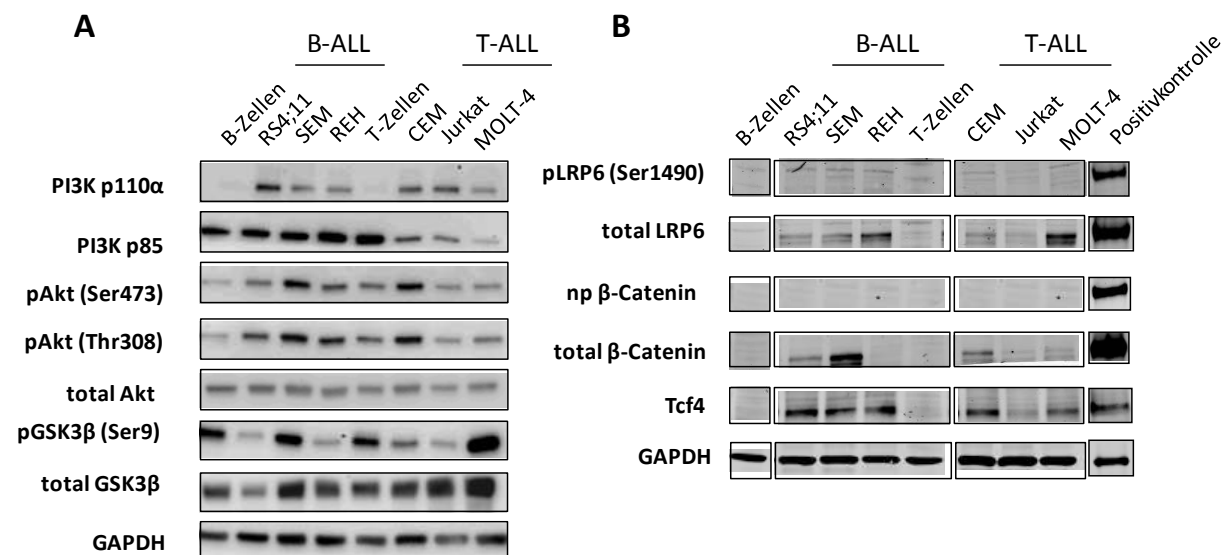 A
B-ALL
T-ALL
B-Zellen
RS4;11
SEM
REH
T-Zellen
CEM
Jurkat
MOLT-4
PI3K p110α
PI3K p85
pAkt (Ser473)
pAkt (Thr308)
total Akt
pGSK3β (Ser9)
total GSK3β
GAPDH
B
B-ALL
T-ALL
B-Zellen
RS4;11
SEM
REH
T-Zellen
CEM
Jurkat
MOLT-4
Positivkontrolle
pLRP6 (Ser1490)
total LRP6
np β-Catenin
total β-Catenin
Tcf4
GAPDH